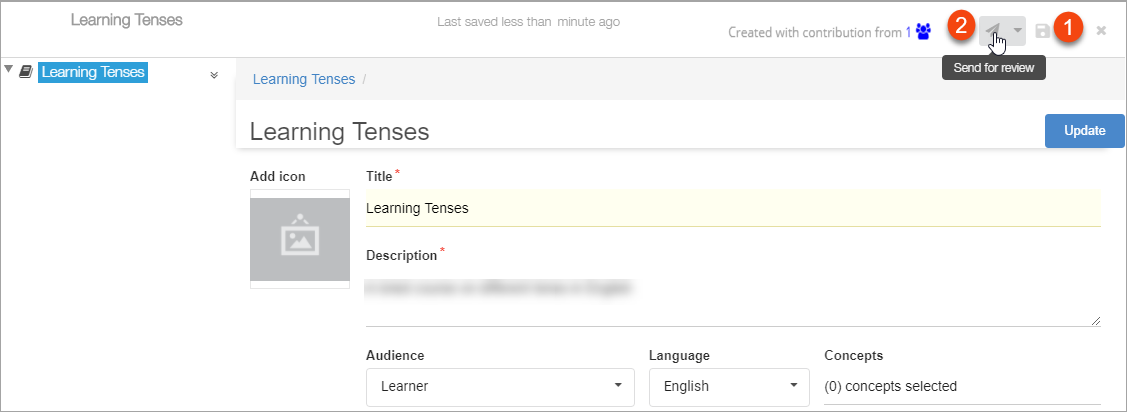 Learning Tenses
Last saved less than minute ago
Created with contribution from 1
2
1
Send for review
Learning Tenses
Learning Tenses /
Learning Tenses
Update
Add icon
Title *
Learning Tenses
Description *
Audience
Language
Concepts
Learner
English
(0) concepts selected